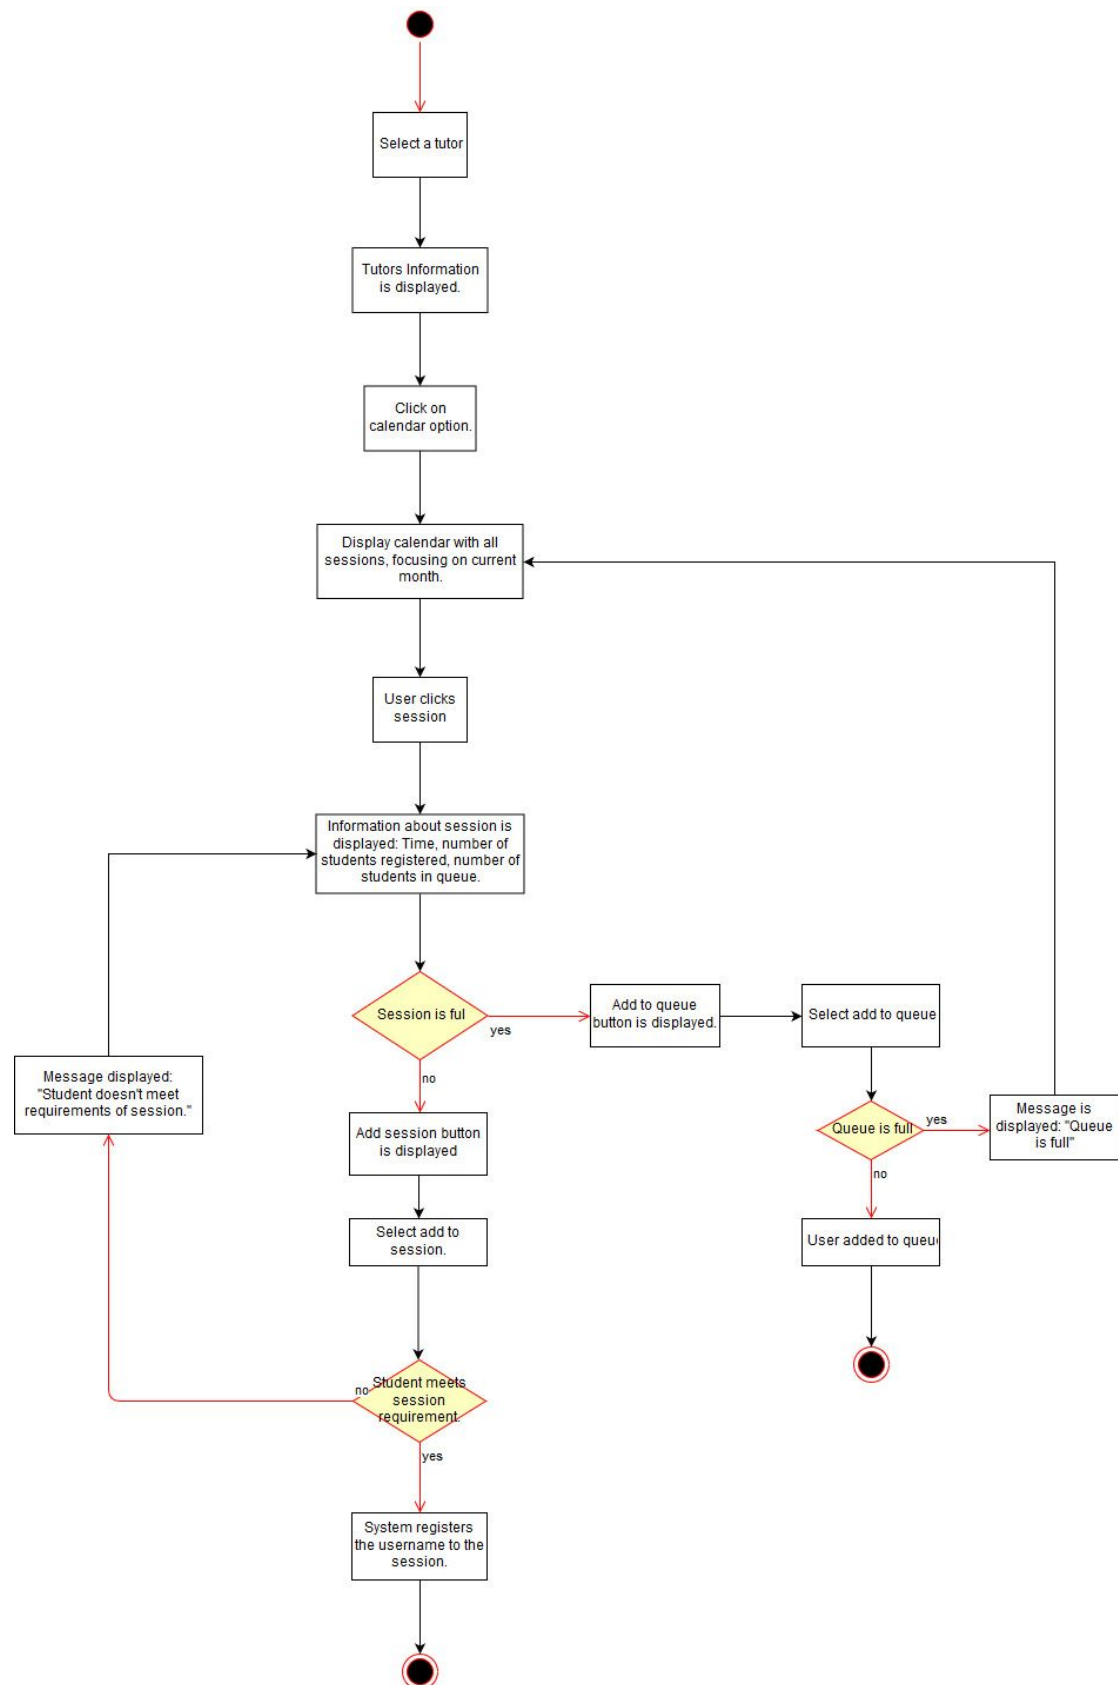 Select a tutor
Tutors Information
is displayed.
Click on
calendar option.
Display calendar with all
sessions, focusing on current
month.
User clicks
session
Information about session is
displayed: Time, number of
students registered, number of
students in queue.
Session is ful
yes
no
Add to queue
button is displayed.
Select add to queue
Queue is full
yes
no
Message is
displayed: "Queue
is full"
User added to queu
Message displayed:
"Student doesn't meet
requirements of session."
Add session button
is displayed
Select add to
session.
Student meets
session
requirement.
no
yes
System registers
the username to the
session.